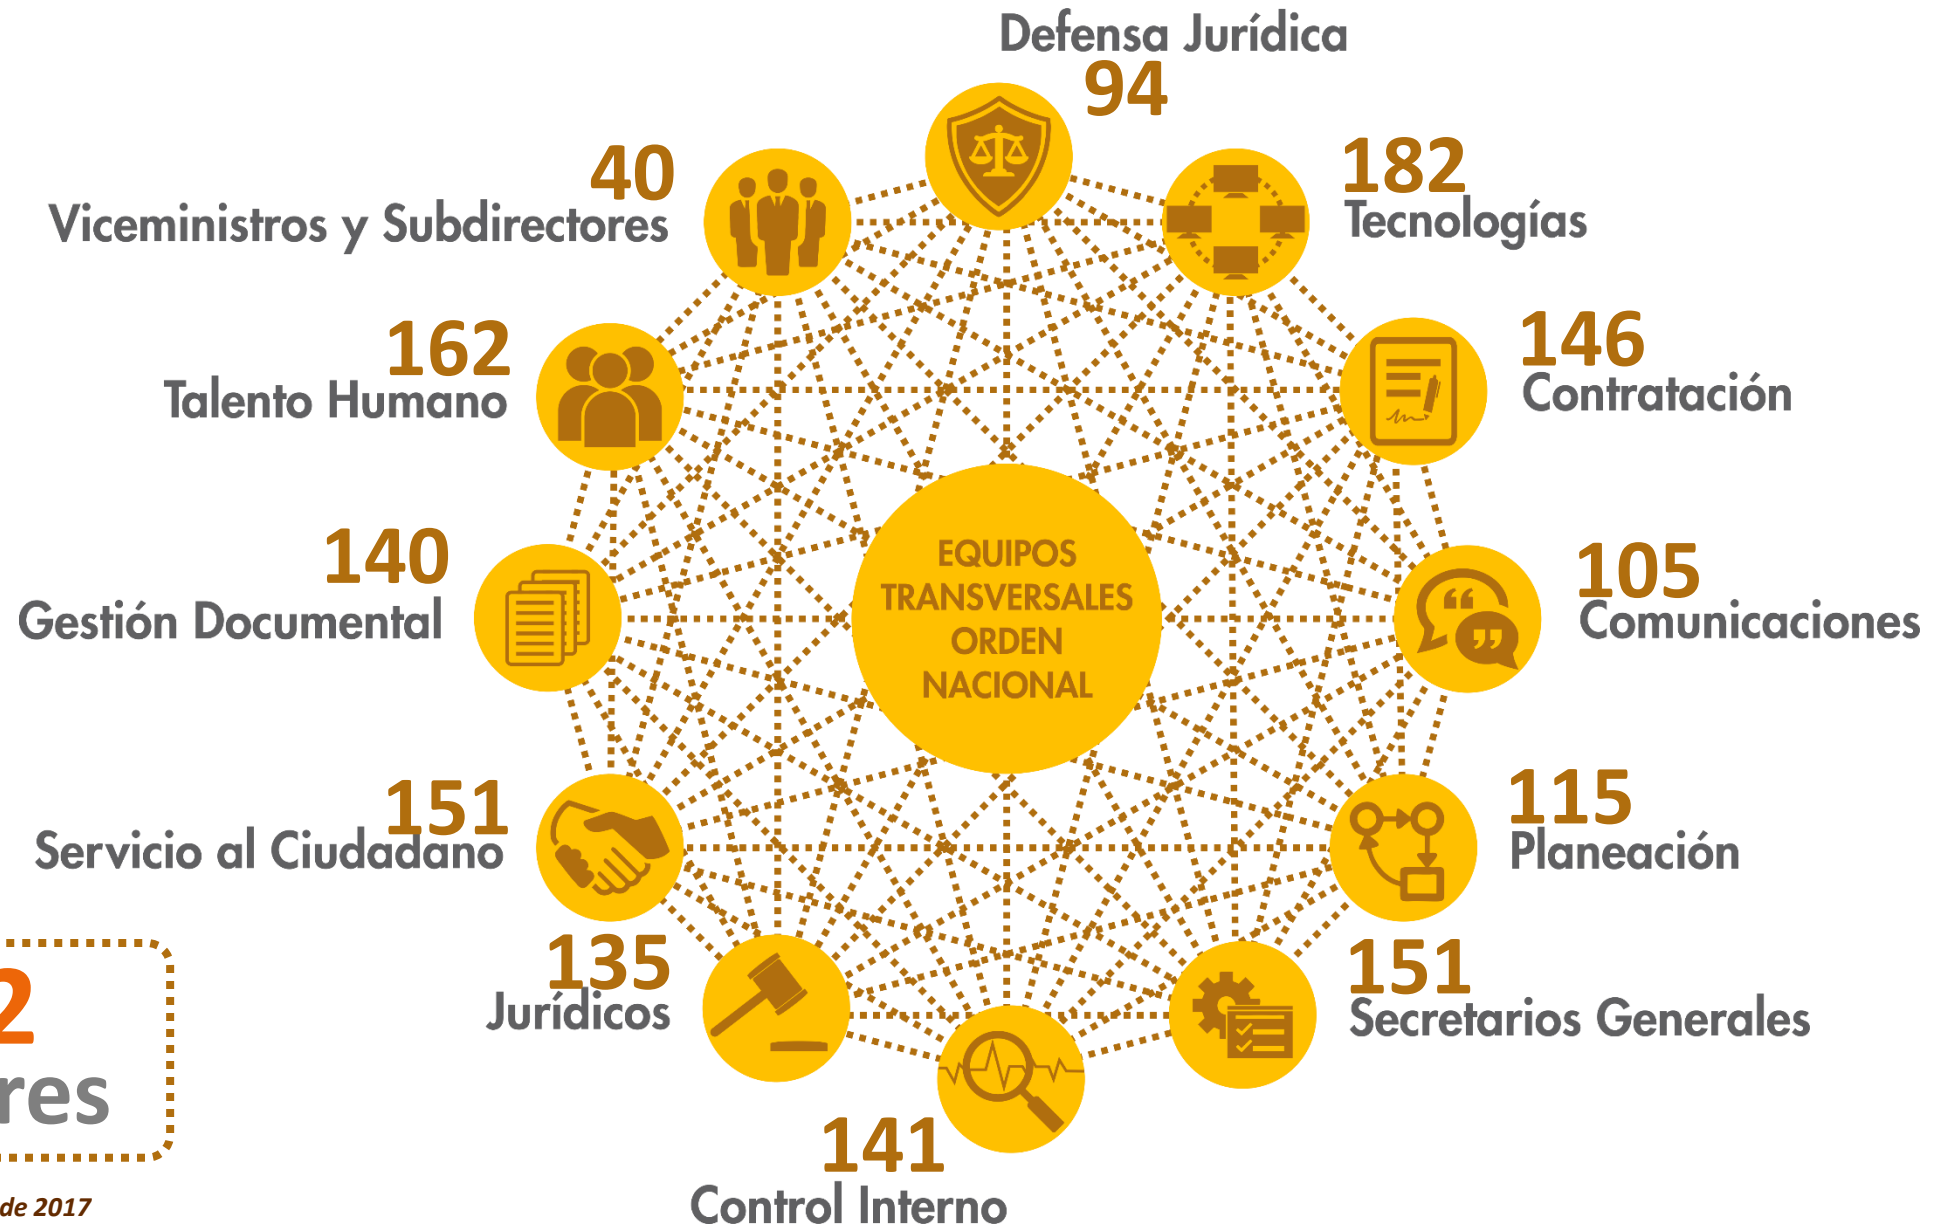 Defensa Jurídica
94
182
Tecnologías
40
Viceministros y Subdirectores
146
Contratación
162
Talento Humano
105
Comunicaciones
140
Gestión Documental
EQUIPOS
TRANSVERSALES
ORDEN
NACIONAL
115
Planeación
151
Servicio al Ciudadano
151
Secretarios Generales
135
Jurídicos
141
Control Interno
2
res
de 2017